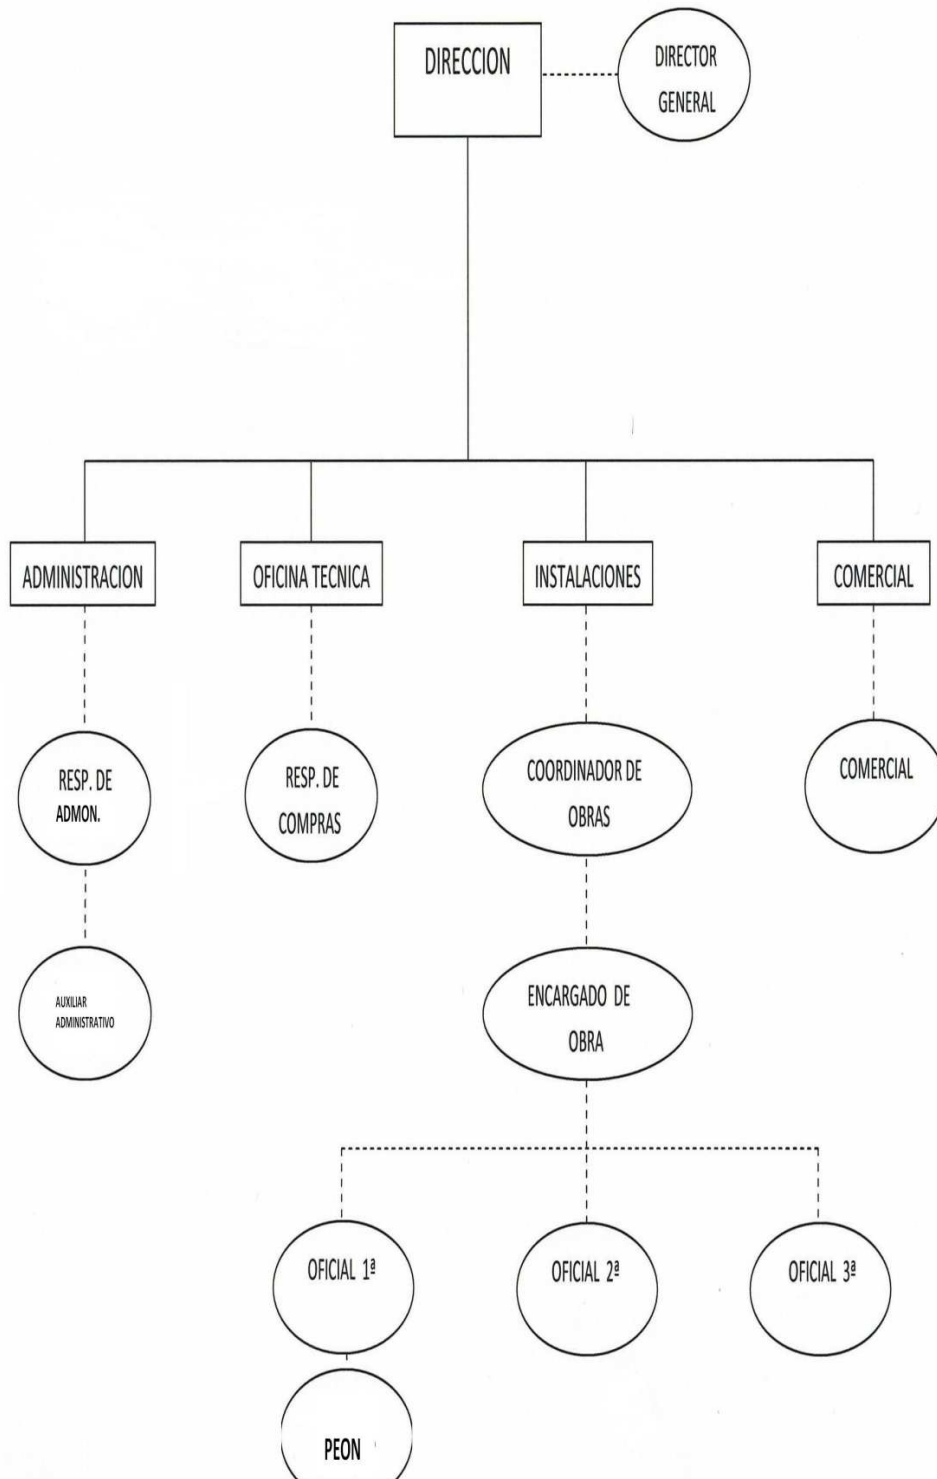 DIRECCION
DIRECTOR
GENERAL
ADMINISTRACION
OFICINA TECNICA
INSTALACIONES
COMERCIAL
RESP. DE
ADMON.
RESP. DE
COMPRAS
COORDINADOR DE
OBRAS
COMERCIAL
AUXILIAR
ADMINISTRATIVO
ENCARGADO DE
OBRA
OFICIAL 1ª
OFICIAL 2ª
OFICIAL 3ª
PEON